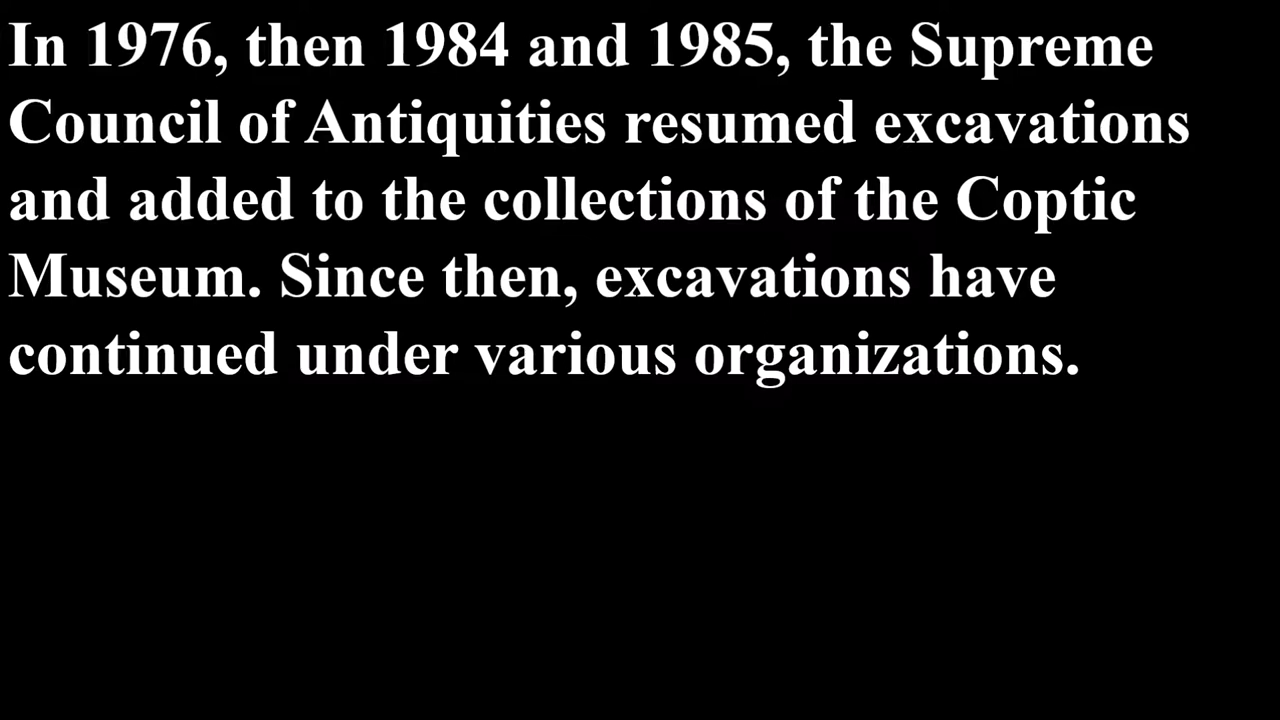 In 1976, then 1984 and 1985, the Supreme
Council of Antiquities resumed excavations
and added to the collections of the Coptic
Museum. Since then, excavations have
continued under various organizations.